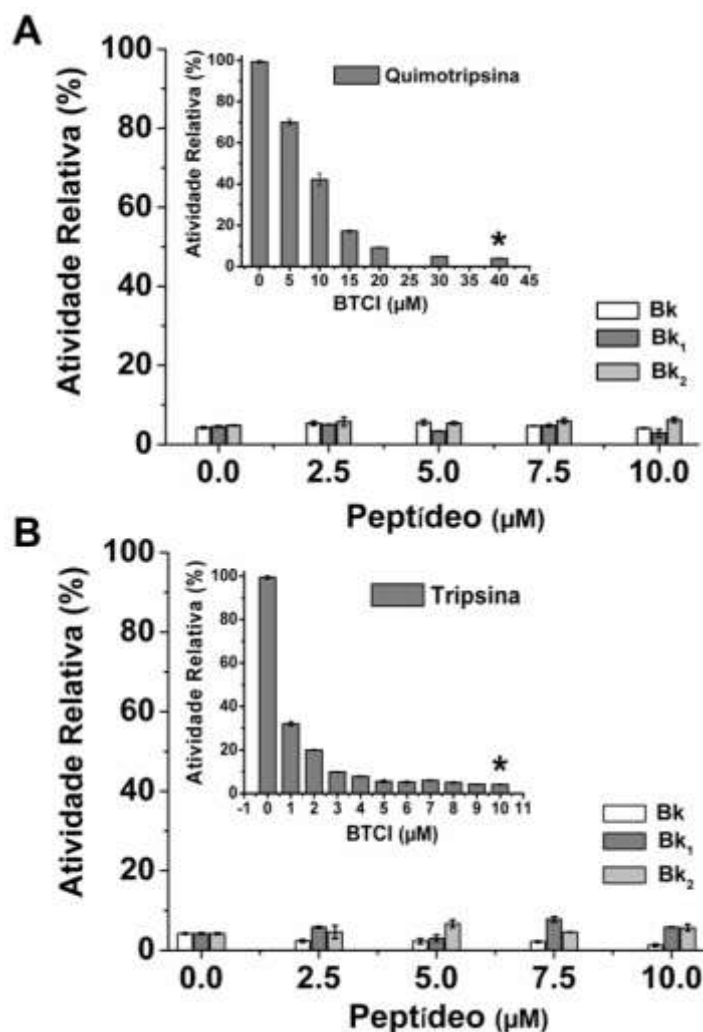 A
Atividade Relativa (%)
100
80
60
40
20
0
Atividade Relativa (%)
100
80
60
40
20
0
Quimotripsina
*
0 5 10 15 20 25 30 35 40 45
BTCI (µM)
Bk
Bk1
Bk2
0.0 2.5 5.0 7.5 10.0
Peptídeo (µM)
B
Atividade Relativa (%)
100
80
60
40
20
0
Atividade Relativa (%)
100
80
60
40
20
0
Tripsina
*
-1 0 1 2 3 4 5 6 7 8 9 10 11
BTCI (µM)
Bk
Bk1
Bk2
0.0 2.5 5.0 7.5 10.0
Peptídeo (µM)